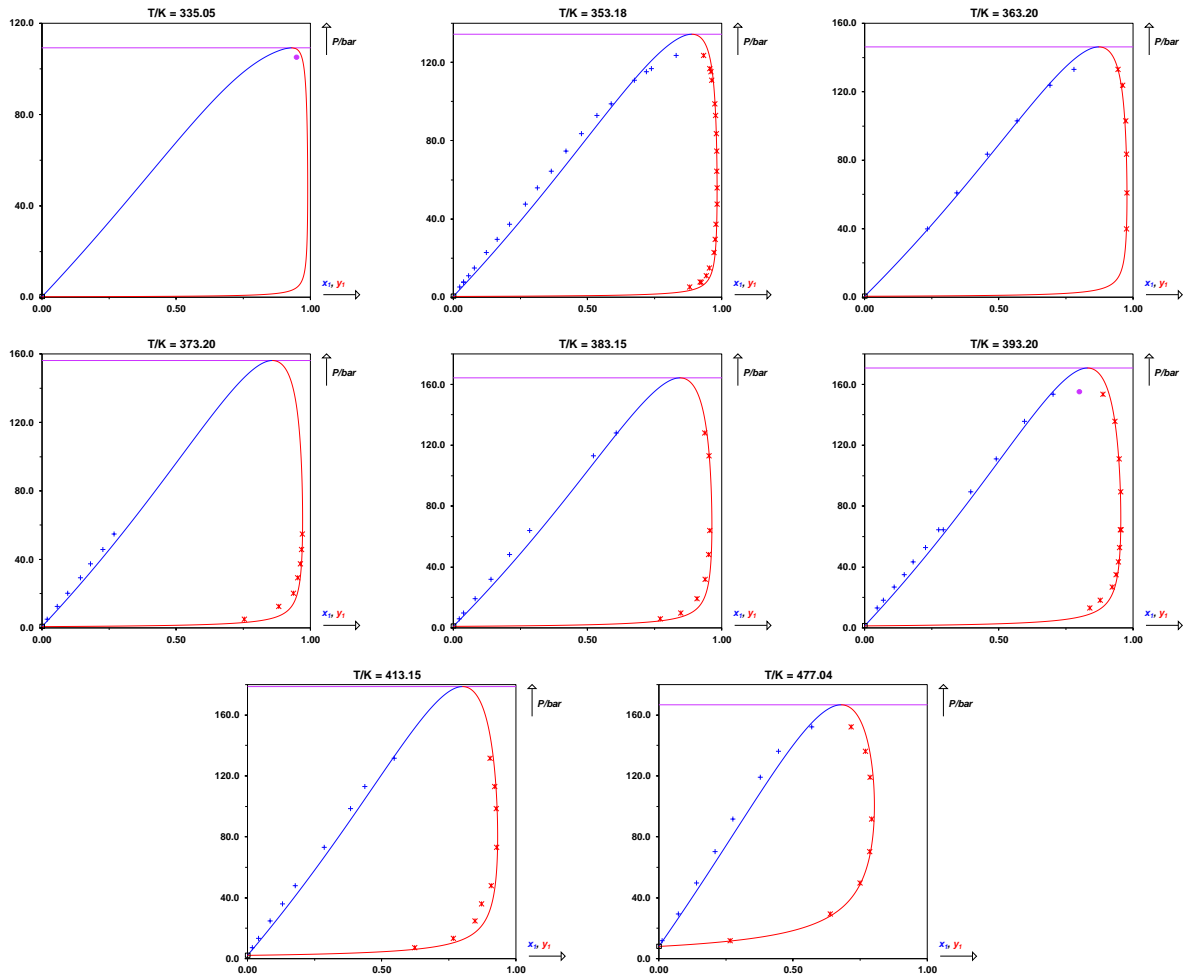 T/K = 335.05
120.0
80.0
40.0
0.0
0.00
0.50
1.00
P/bar
x1, y1
T/K = 353.18
120.0
80.0
40.0
0.0
0.00
0.50
1.00
P/bar
x1, y1
T/K = 363.20
160.0
120.0
80.0
40.0
0.0
0.00
0.50
1.00
P/bar
x1, y1
T/K = 373.20
160.0
120.0
80.0
40.0
0.0
0.00
0.50
1.00
P/bar
x1, y1
T/K = 383.15
160.0
120.0
80.0
40.0
0.0
0.00
0.50
1.00
P/bar
x1, y1
T/K = 393.20
160.0
120.0
80.0
40.0
0.0
0.00
0.50
1.00
P/bar
x1, y1
T/K = 413.15
160.0
120.0
80.0
40.0
0.0
0.00
0.50
1.00
P/bar
x1, y1
T/K = 477.04
160.0
120.0
80.0
40.0
0.0
0.00
0.50
1.00
P/bar
x1, y1